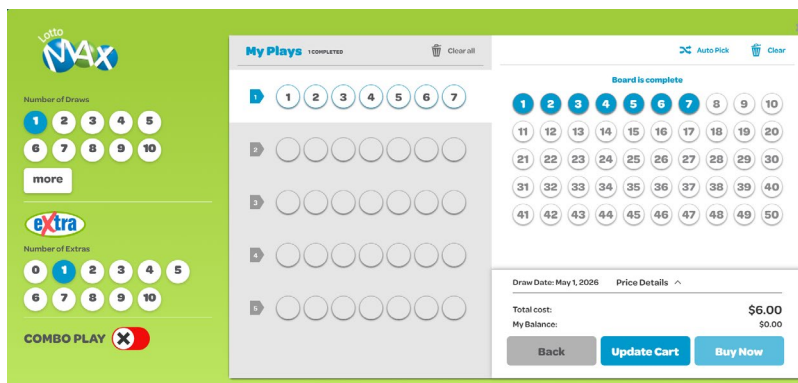 Lotto
MAX
Number of Draws
1 2 3 4 5
6 7 8 9 10
more
extra
Number of Extras
0 1 2 3 4 5
6 7 8 9 10
COMBO PLAY
My Plays 1 COMPLETED Clear all
1 1 2 3 4 5 6 7
2
3
4
5
Auto Pick Clear
Board is complete
1 2 3 4 5 6 7 8 9 10
11 12 13 14 15 16 17 18 19 20
21 22 23 24 25 26 27 28 29 30
31 32 33 34 35 36 37 38 39 40
41 42 43 44 45 46 47 48 49 50
Draw Date: May 1, 2026 Price Details
Total cost: $6.00
My Balance: $0.00
Back Update Cart Buy Now